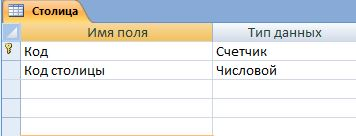 Столица
Имя поля Тип данных
Код Счетчик
Код столицы Числовой